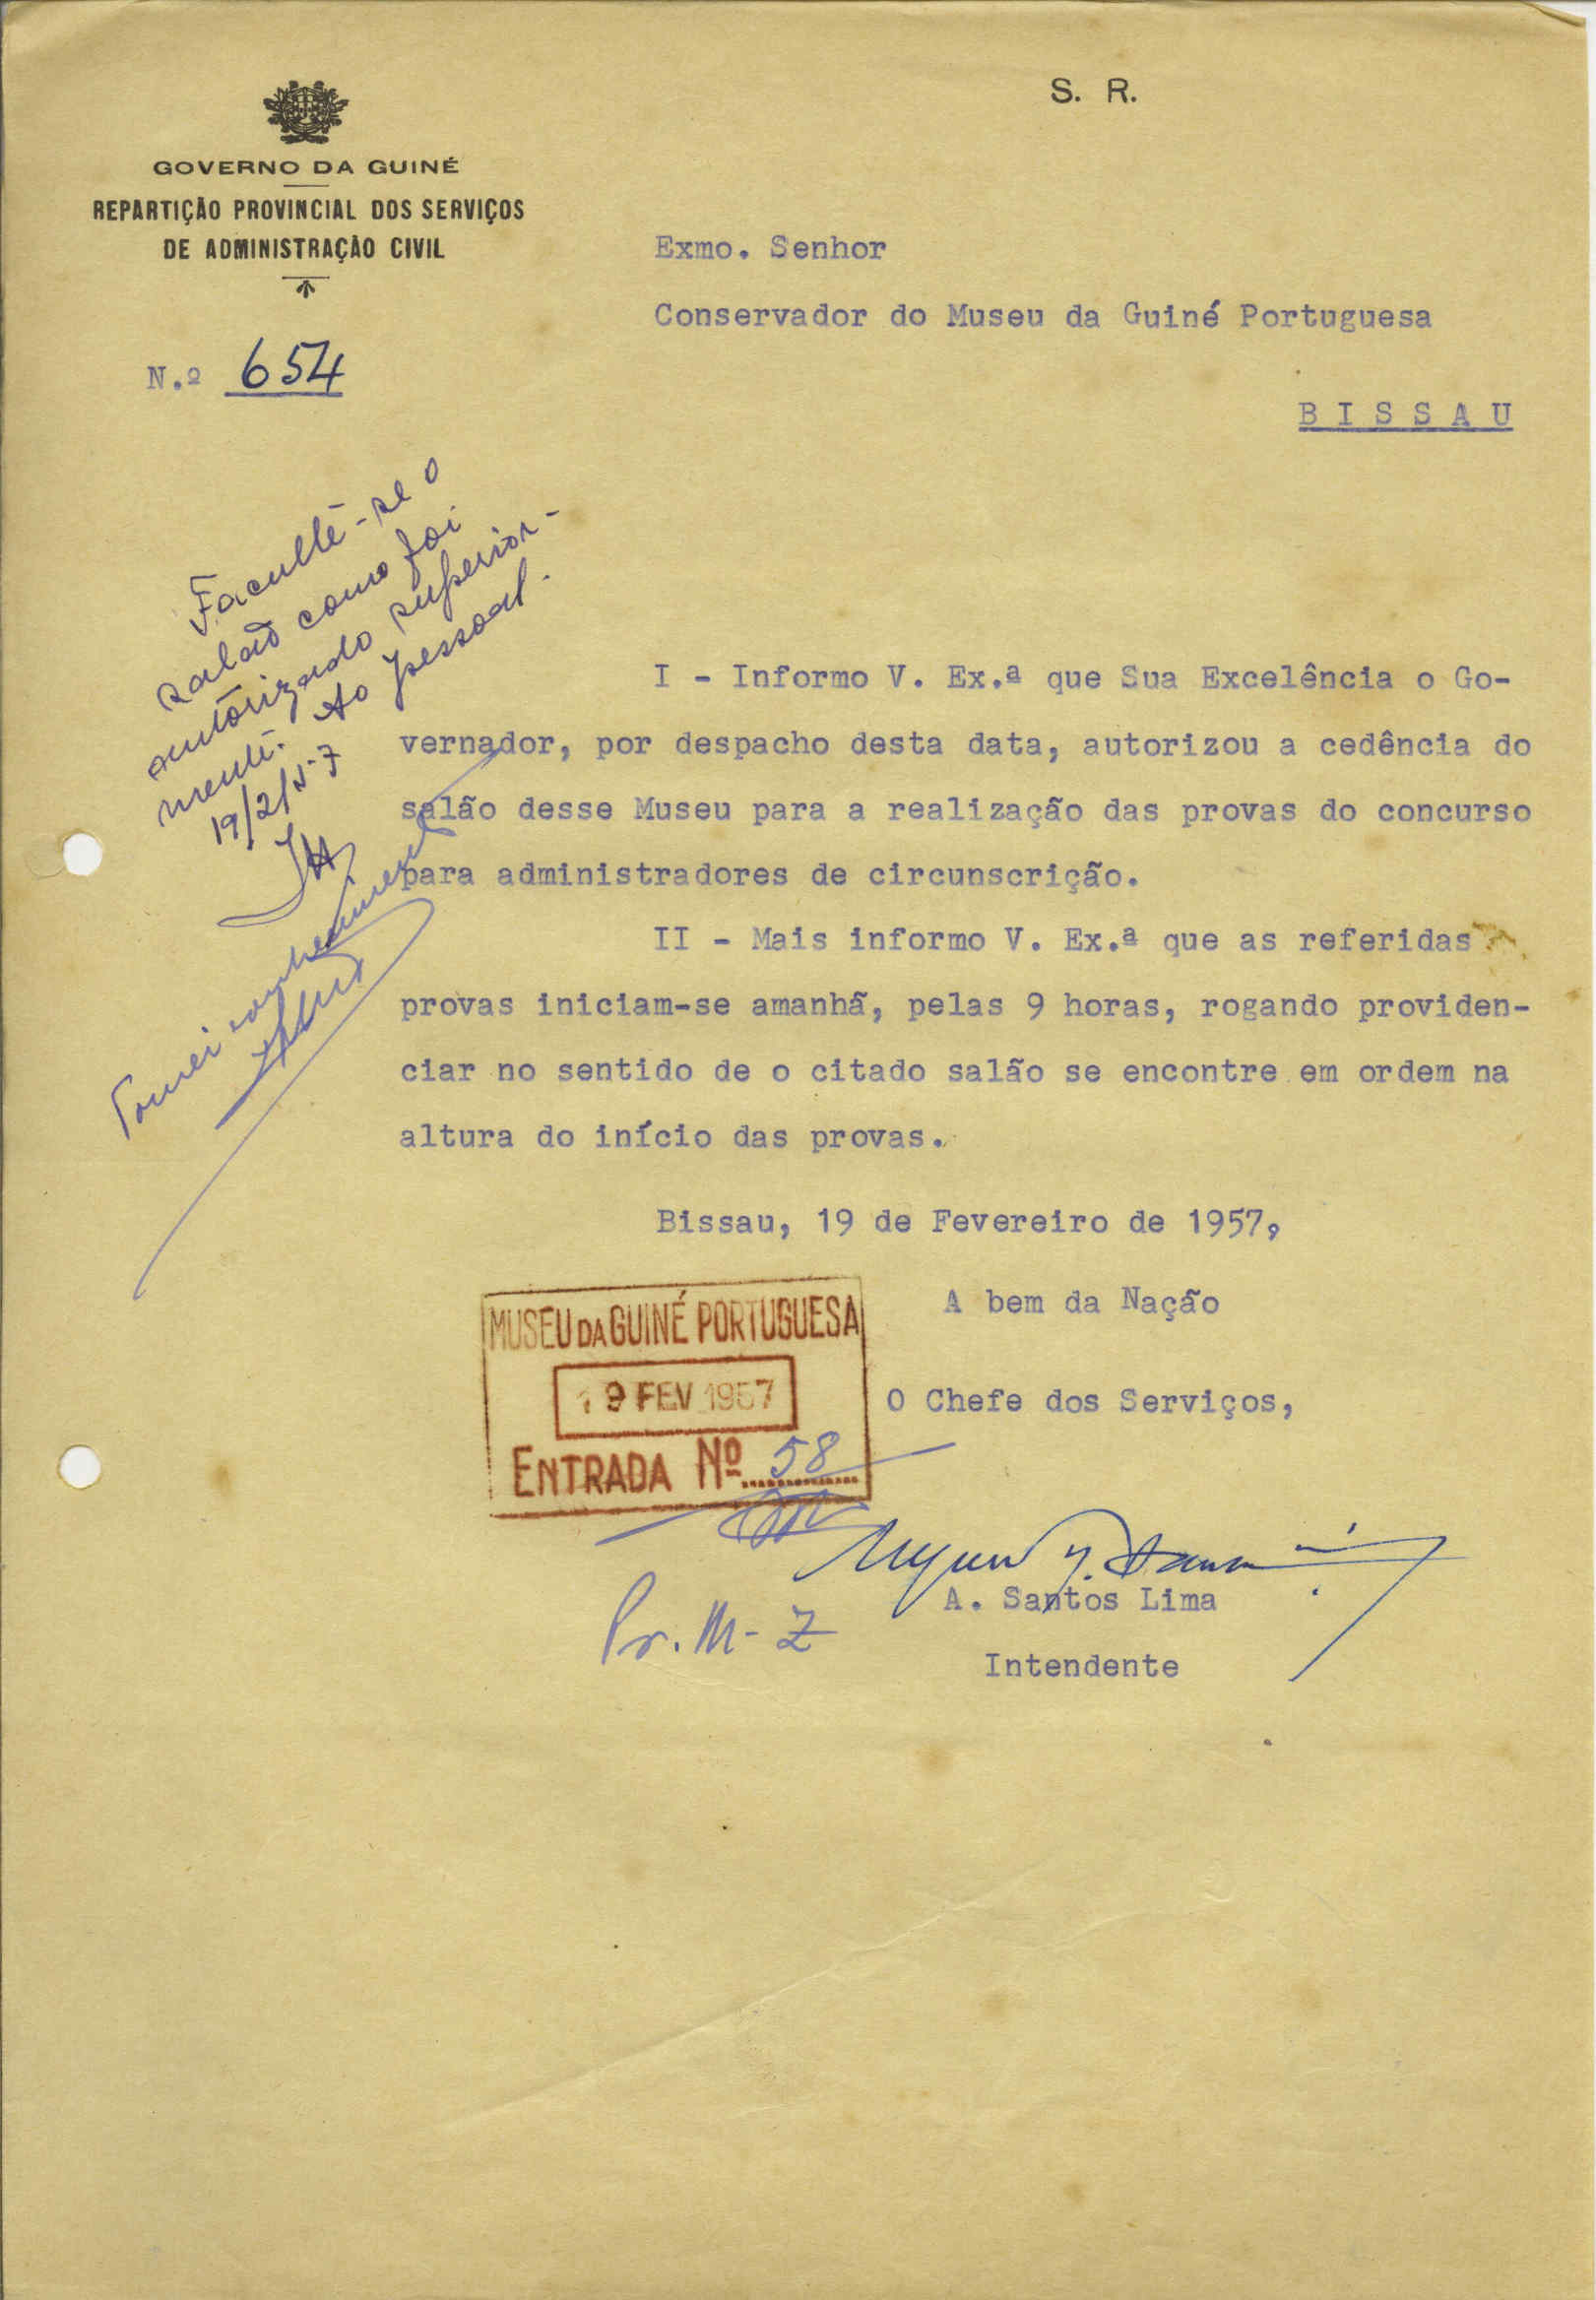 S. R.
GOVERNO DA GUINÉ
REPARTIÇÃO PROVINCIAL DOS SERVIÇOS
DE ADMINISTRAÇÃO CIVIL
N.º 654
Exmo. Senhor
Conservador do Museu da Guiné Portuguesa
B I S S A U
Faculte-se o
salão como foi
autorizado superior-
mente. Ao pessoal.
19/2/57
Tomei conhecimento
I - Informo V. Ex.ª que Sua Excelência o Go-
vernador, por despacho desta data, autorizou a cedência do
salão desse Museu para a realização das provas do concurso
para administradores de circunscrição.
II - Mais informo V. Ex.ª que as referidas
provas iniciam-se amanhã, pelas 9 horas, rogando providen-
ciar no sentido de o citado salão se encontre em ordem na
altura do início das provas.
Bissau, 19 de Fevereiro de 1957,
A bem da Nação
O Chefe dos Serviços,
MUSEU DA GUINÉ PORTUGUESA
19 FEV 1957
ENTRADA Nº 58
A. Santos Lima
Intendente
Pr. M-Z